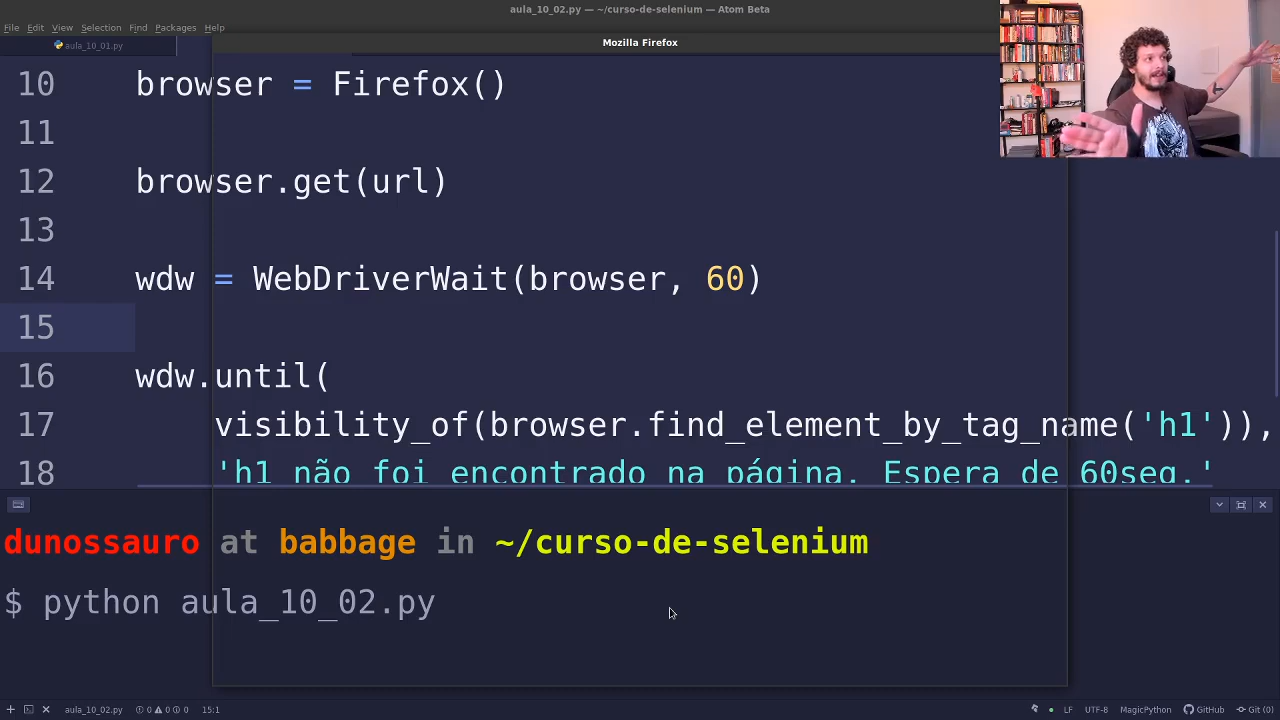 aula_10_02.py — ~/curso-de-selenium — Atom Beta
File Edit View Selection Find Packages Help
aula_10_01.py
Mozilla Firefox
10 browser = Firefox()
11
12 browser.get(url)
13
14 wdw = WebDriverWait(browser, 60)
15
16 wdw.until(
17 visibility_of(browser.find_element_by_tag_name('h1')),
18 'h1 não foi encontrado na página. Espera de 60seg.'
dunossauro at babbage in ~/curso-de-selenium
$ python aula_10_02.py
aula_10_02.py 0 0 0 15:1 LF UTF-8 MagicPython GitHub Git (0)